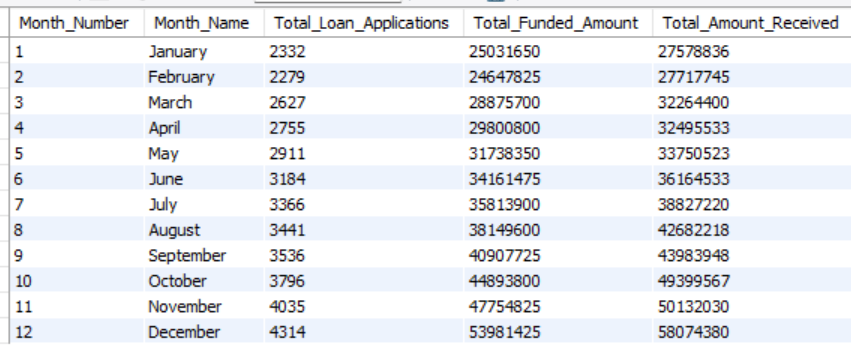 Month_Number Month_Name Total_Loan_Applications Total_Funded_Amount Total_Amount_Received
1 January 2332 25031650 27578836
2 February 2279 24647825 27717745
3 March 2627 28875700 32264400
4 April 2755 29800800 32495533
5 May 2911 31738350 33750523
6 June 3184 34161475 36164533
7 July 3366 35813900 38827220
8 August 3441 38149600 42682218
9 September 3536 40907725 43983948
10 October 3796 44893800 49399567
11 November 4035 47754825 50132030
12 December 4314 53981425 58074380